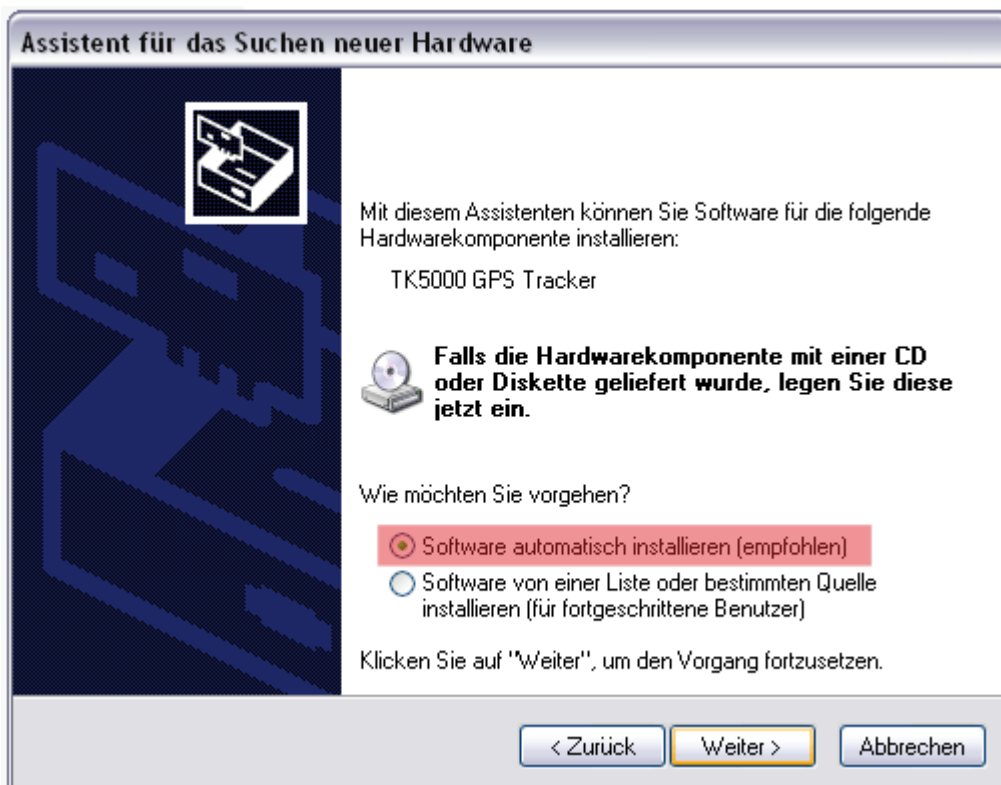 Assistent für das Suchen neuer Hardware
Mit diesem Assistenten können Sie Software für die folgende
Hardwarekomponente installieren:
TK5000 GPS Tracker
Falls die Hardwarekomponente mit einer CD
oder Diskette geliefert wurde, legen Sie diese
jetzt ein.
Wie möchten Sie vorgehen?
Software automatisch installieren (empfohlen)
Software von einer Liste oder bestimmten Quelle
installieren (für fortgeschrittene Benutzer)
Klicken Sie auf "Weiter", um den Vorgang fortzusetzen.
< Zurück Weiter > Abbrechen